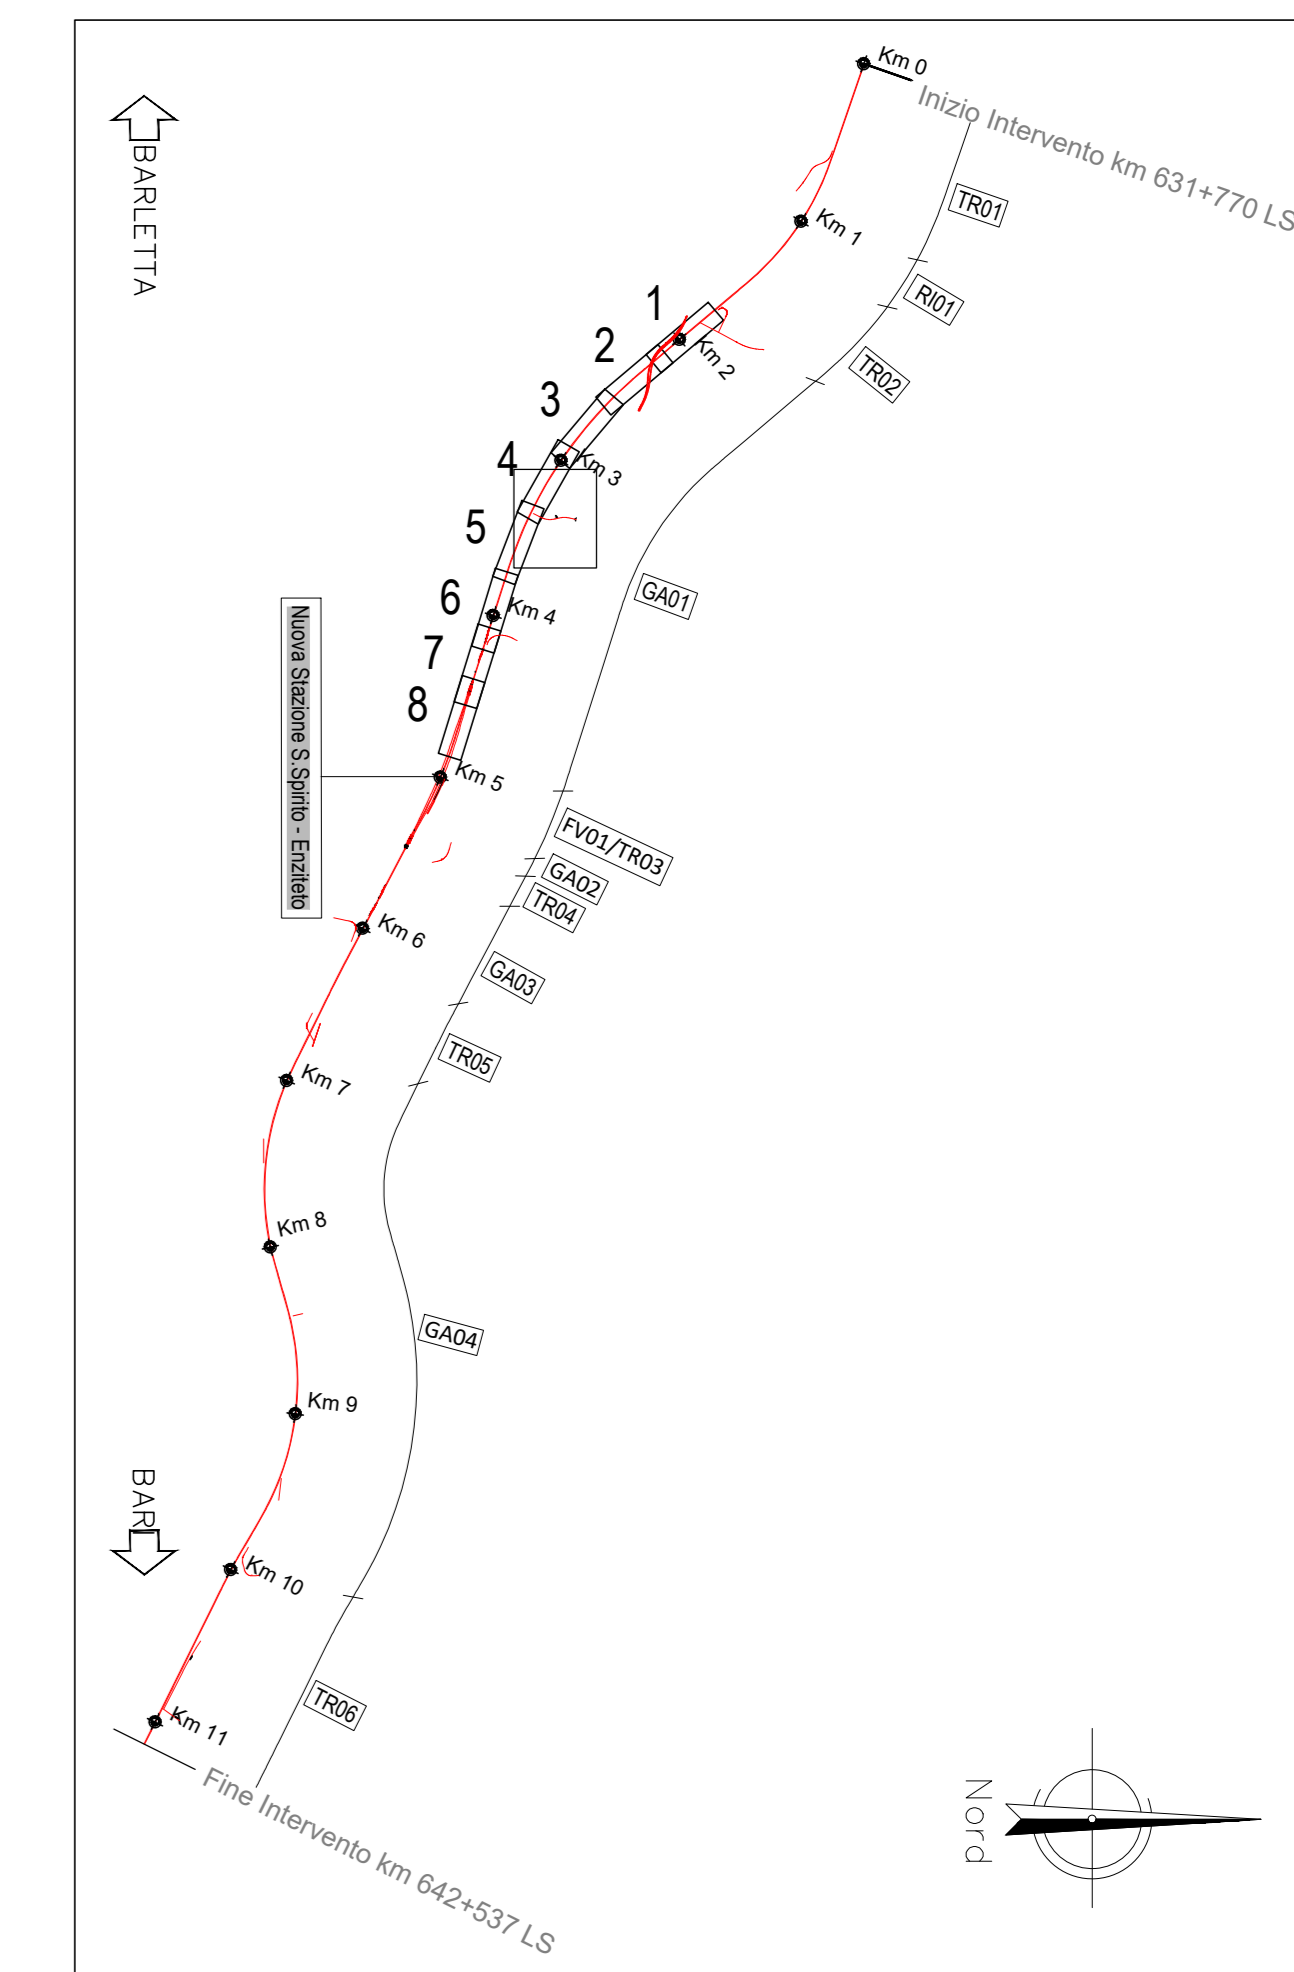 Km 0
Inizio Intervento km 631+770 LS
BARLETTA
TR01
Km 1
RI01
1
Km 2
2
TR02
3
Km 3
4
5
GA01
6
Km 4
7
8
Nuova Stazione S.Spirito - Enziteto
Km 5
FV01/TR03
GA02
TR04
Km 6
GA03
TR05
Km 7
Km 8
GA04
Km 9
BARI
Km 10
TR06
Km 11
Fine Intervento km 642+537 LS
Nord